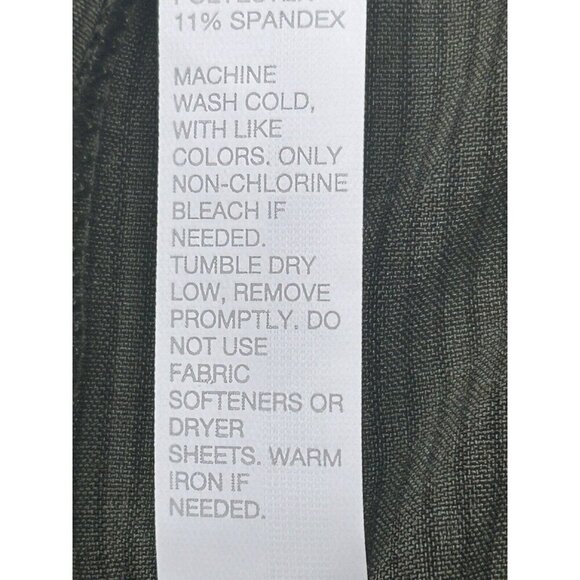 POLYESTER
11% SPANDEX
MACHINE
WASH COLD,
WITH LIKE
COLORS. ONLY
NON-CHLORINE
BLEACH IF
NEEDED.
TUMBLE DRY
LOW, REMOVE
PROMPTLY. DO
NOT USE
FABRIC
SOFTENERS OR
DRYER
SHEETS. WARM
IRON IF
NEEDED.